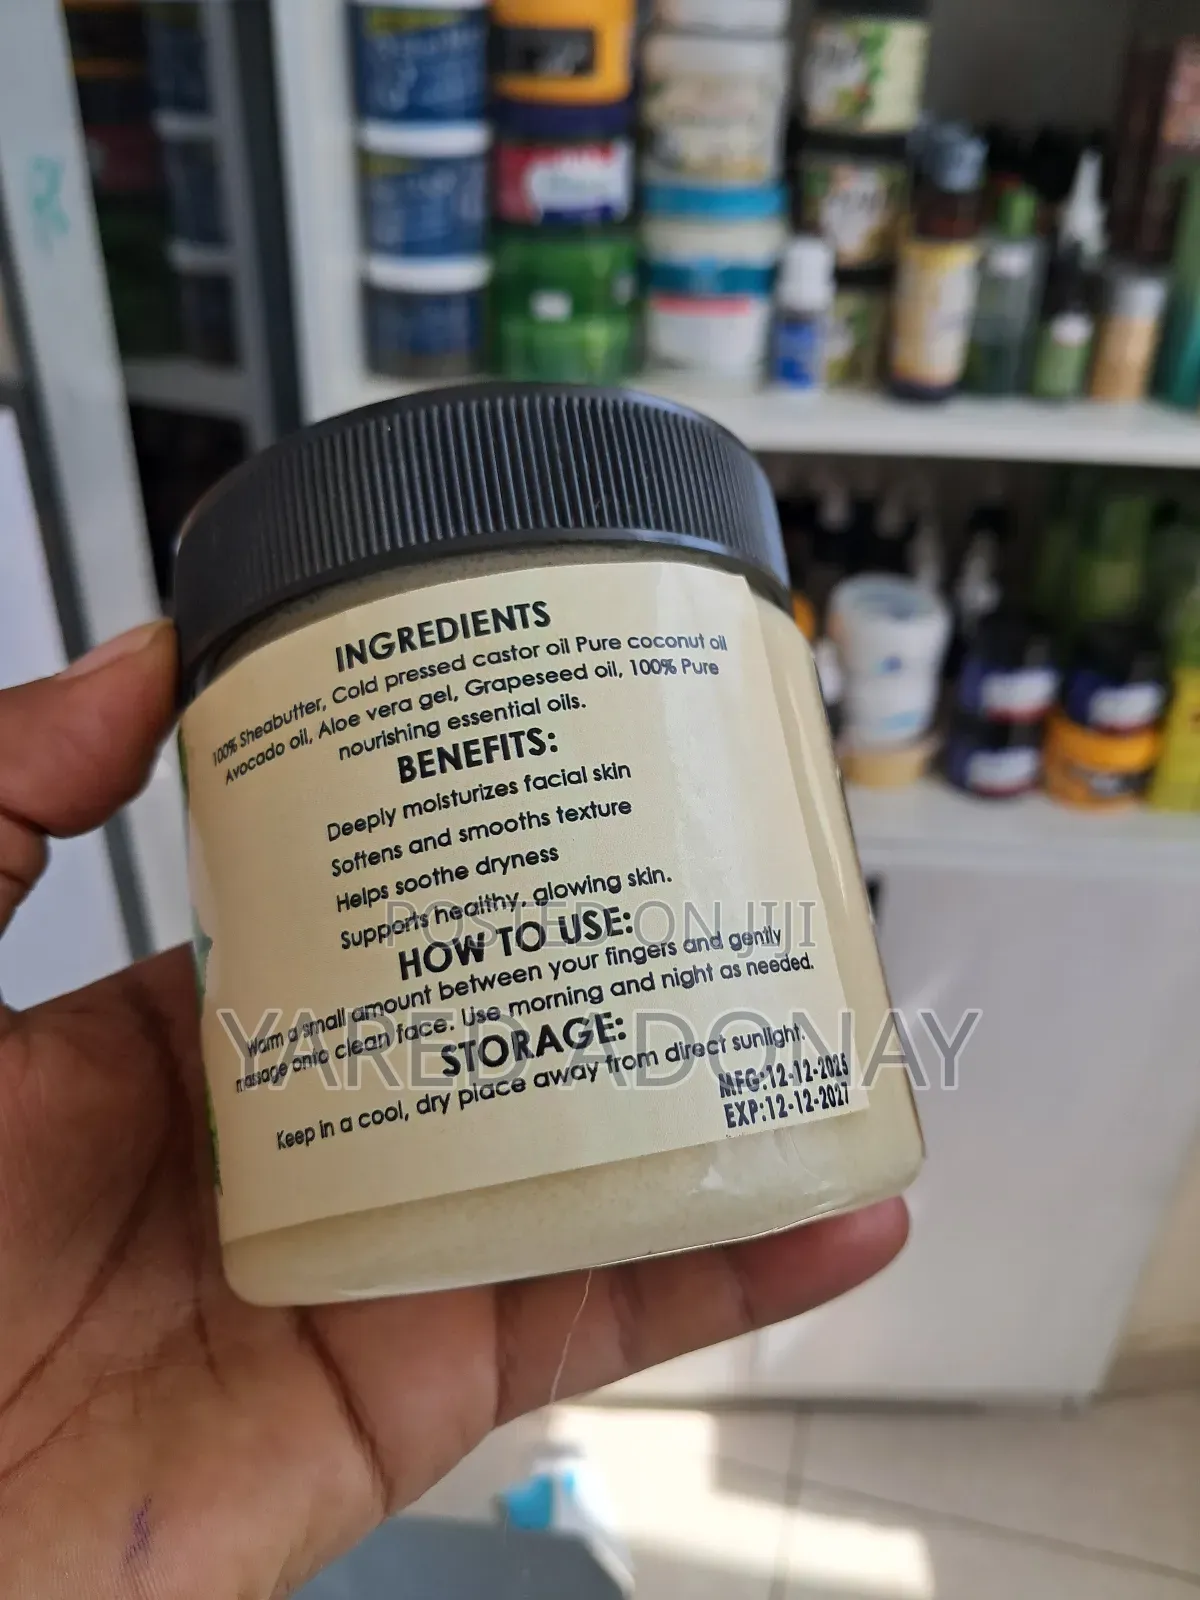 INGREDIENTS
100% Sheabutter, Cold pressed castor oil Pure coconut oil
Avocado oil, Aloe vera gel, Grapeseed oil, 100% Pure
nourishing essential oils.
BENEFITS:
Deeply moisturizes facial skin
Softens and smooths texture
Helps soothe dryness
Supports healthy, glowing skin.
POSTED ON JIJI
HOW TO USE:
Warm a small amount between your fingers and gently
massage onto clean face. Use morning and night as needed.
YARED ADONAY
STORAGE:
Keep in a cool, dry place away from direct sunlight.
MFG:12-12-2025
EXP:12-12-2027